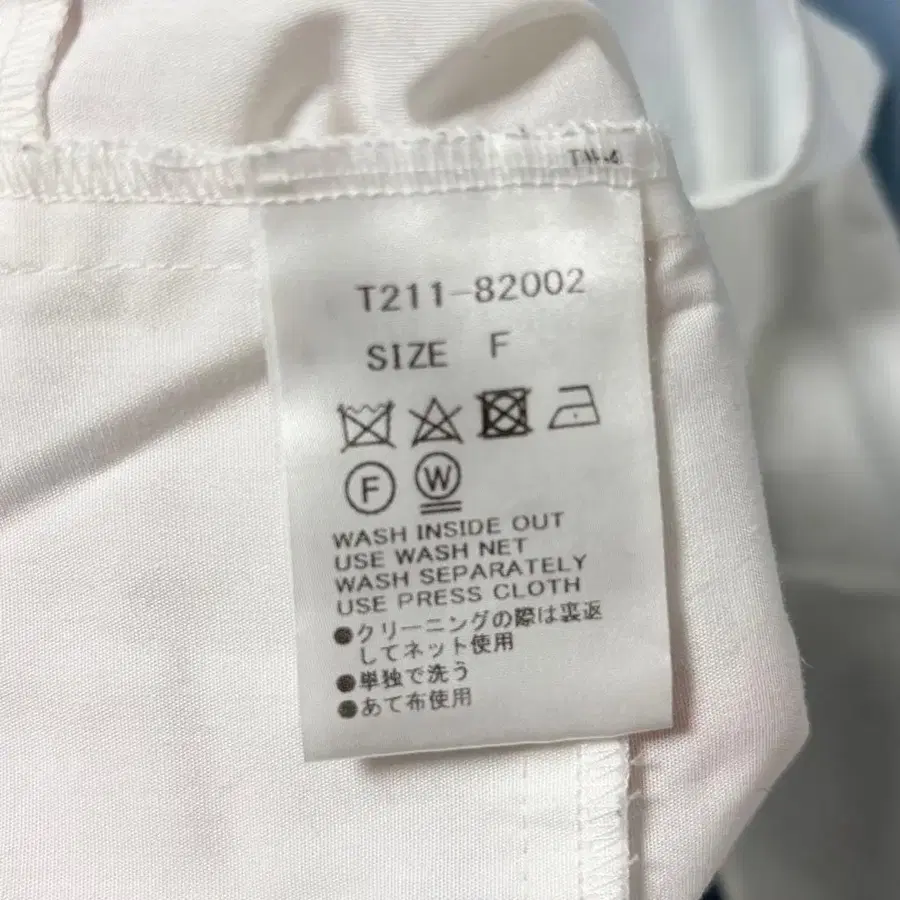 T211-82002
SIZE F
F W
WASH INSIDE OUT
USE WASH NET
WASH SEPARATELY
USE PRESS CLOTH
●クリーニングの際は裏返
してネット使用
●単独で洗う
●あて布使用